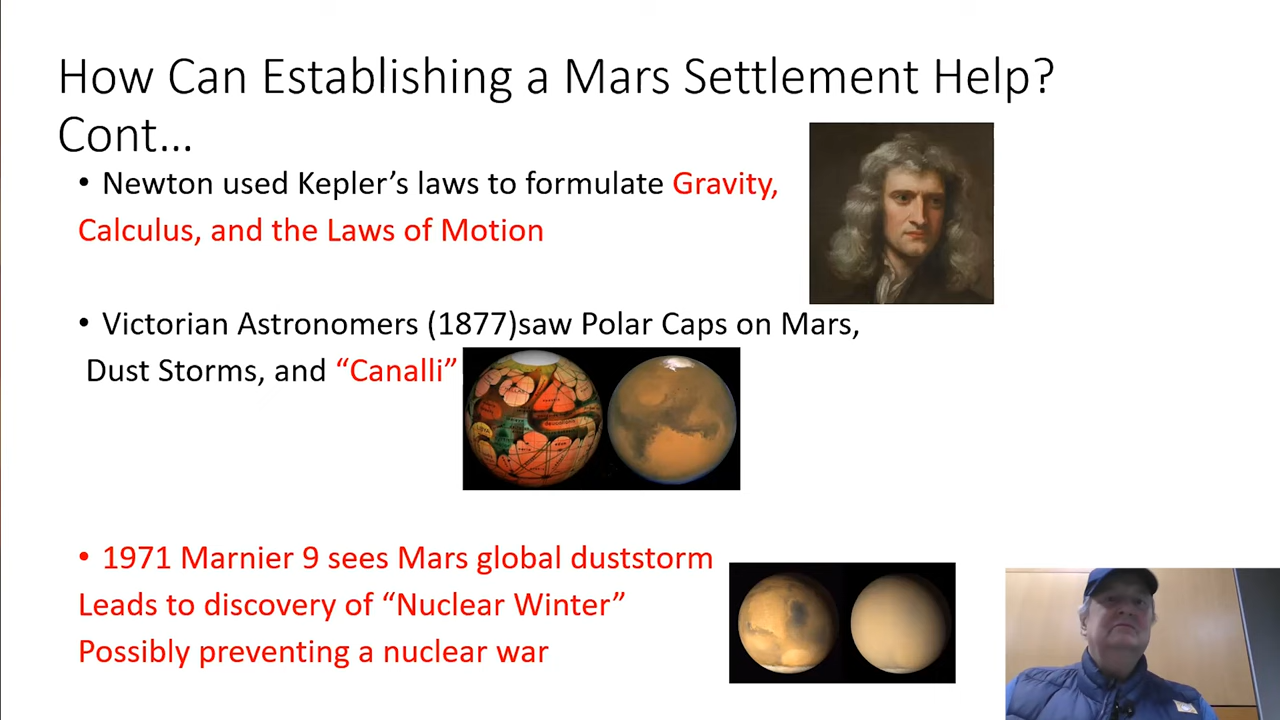 How Can Establishing a Mars Settlement Help?
Cont...
• Newton used Kepler's laws to formulate Gravity,
Calculus, and the Laws of Motion
• Victorian Astronomers (1877)saw Polar Caps on Mars,
Dust Storms, and “Canalli”
• 1971 Marnier 9 sees Mars global duststorm
Leads to discovery of “Nuclear Winter”
Possibly preventing a nuclear war